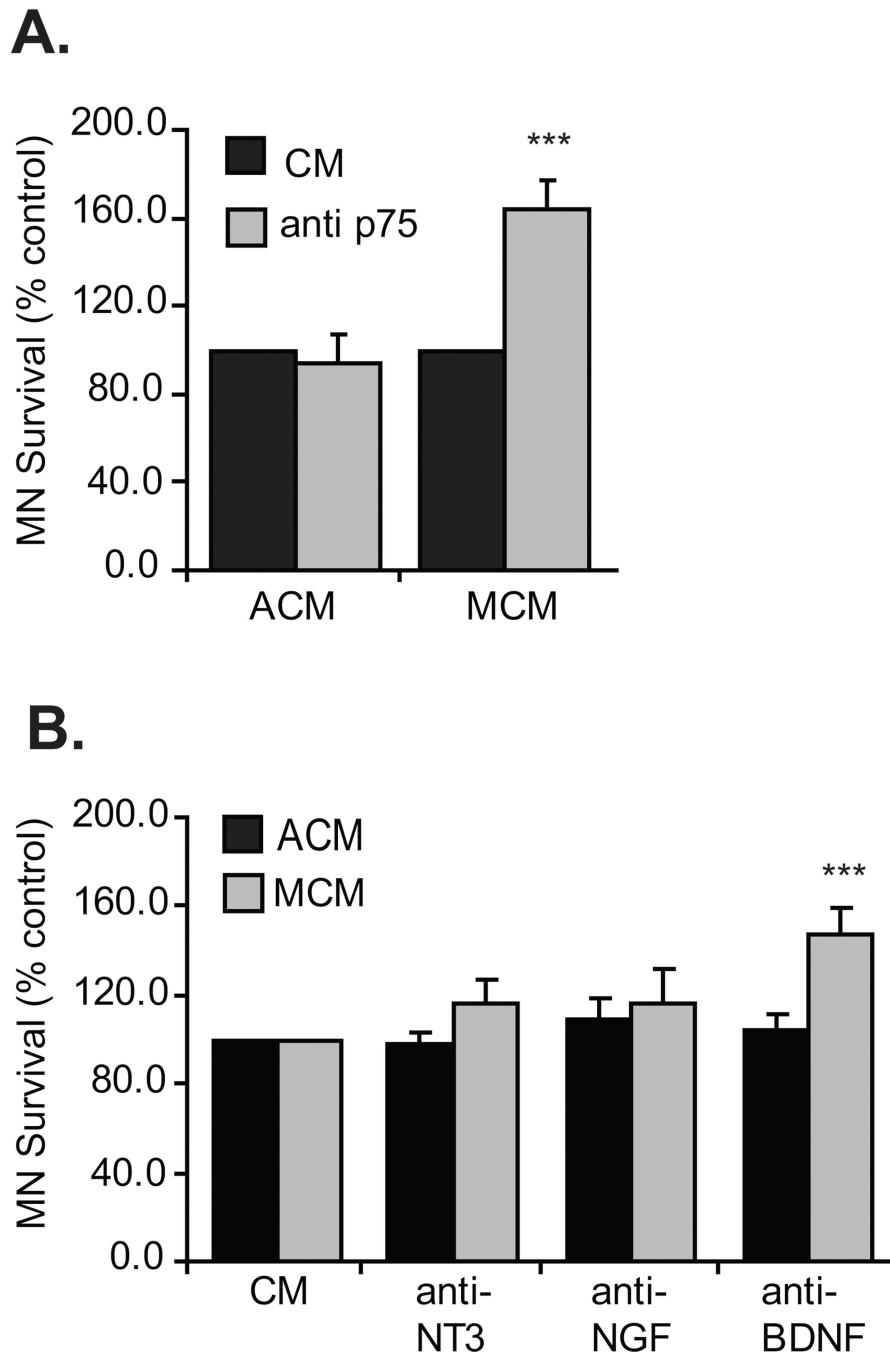 A.
MN Survival (% control)
200.0
160.0
120.0
80.0
40.0
0.0
CM
anti p75
***
ACM
MCM
B.
MN Survival (% control)
200.0
160.0
120.0
80.0
40.0
0.0
ACM
MCM
***
CM
anti-
NT3
anti-
NGF
anti-
BDNF